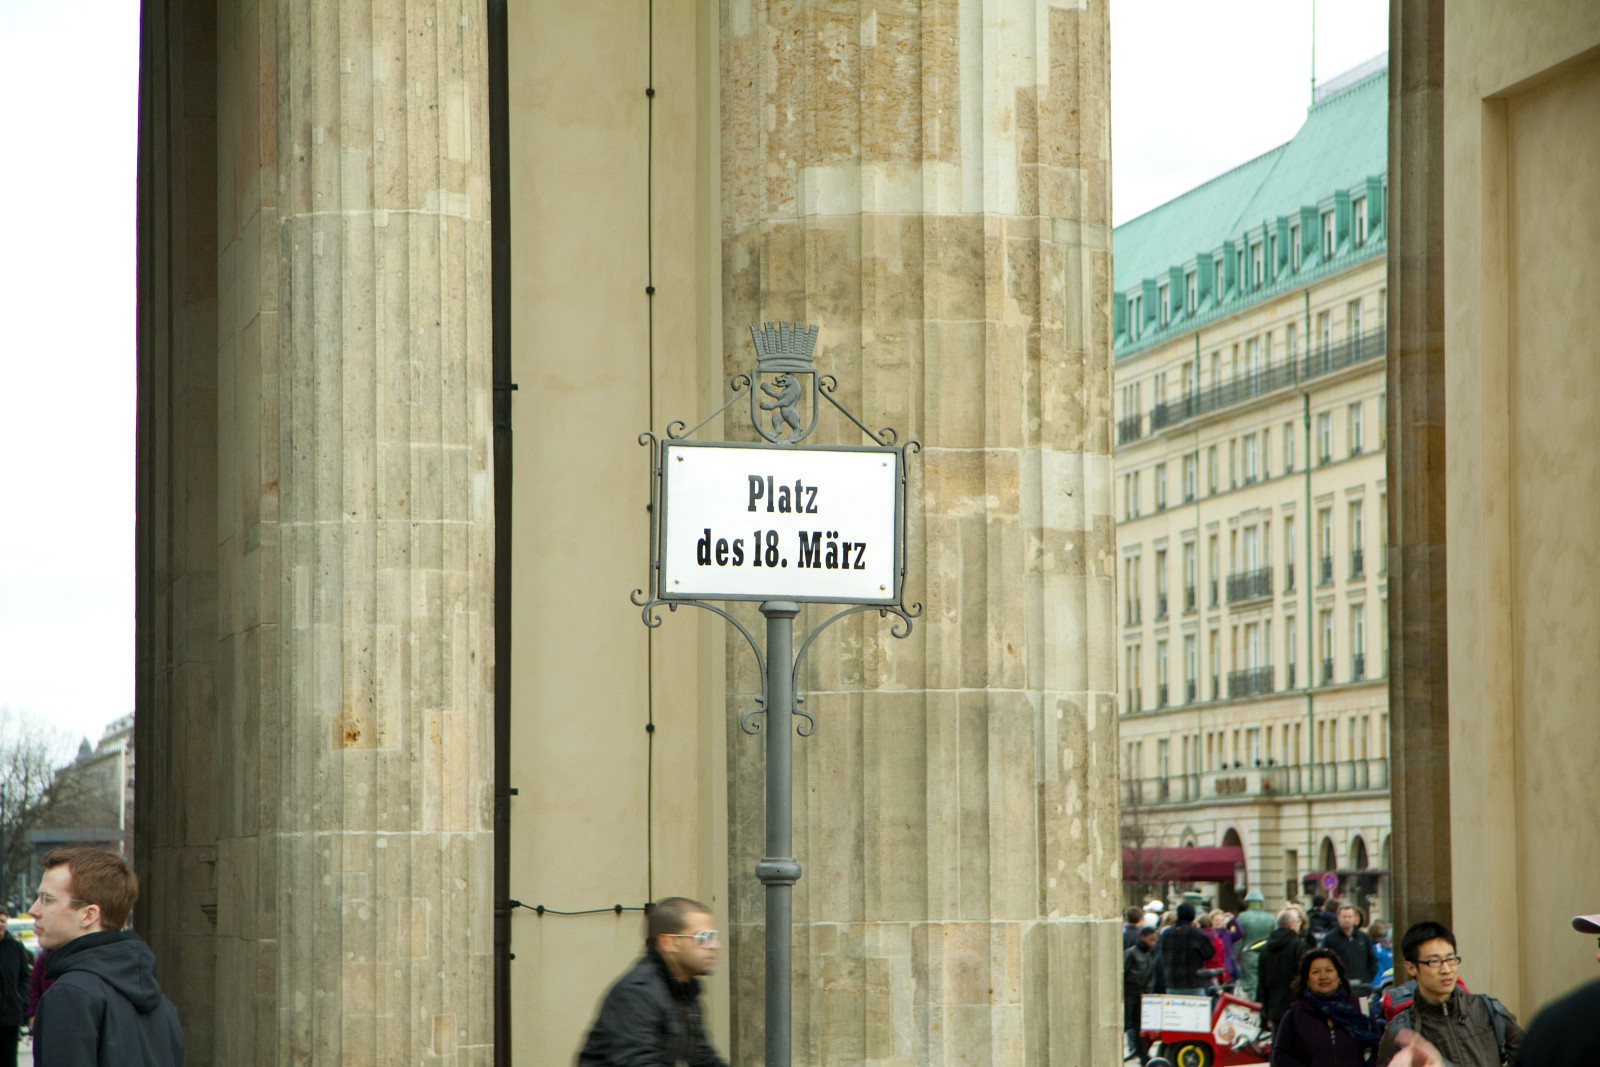 Platz
des 18. März